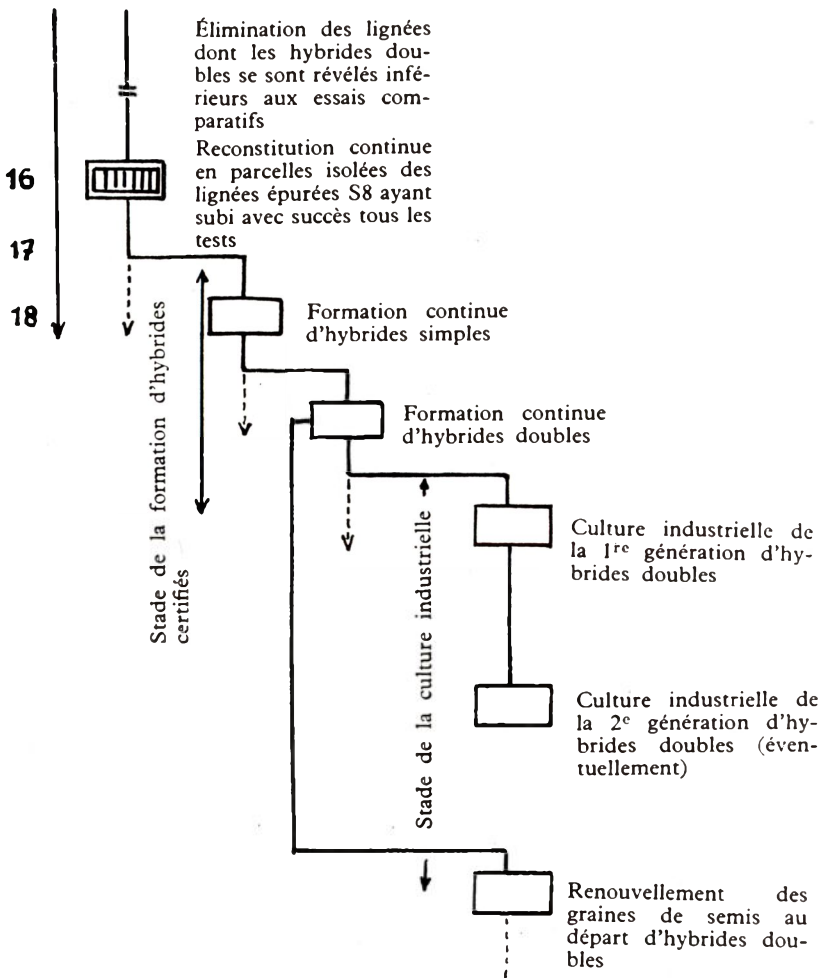 Élimination des lignées
dont les hybrides dou-
bles se sont révélés infé-
rieurs aux essais com-
paratifs
16
Reconstitution continue
en parcelles isolées des
lignées épurées S8 ayant
subi avec succès tous les
tests
17
18
Formation continue
d'hybrides simples
Stade de la formation d'hybrides
certifiés
Formation continue
d'hybrides doubles
Stade de la culture industrielle
Culture industrielle de
la 1re génération d'hy-
brides doubles
Culture industrielle de
la 2e génération d'hy-
brides doubles (éven-
tuellement)
Renouvellement des
graines de semis au
départ d'hybrides dou-
bles